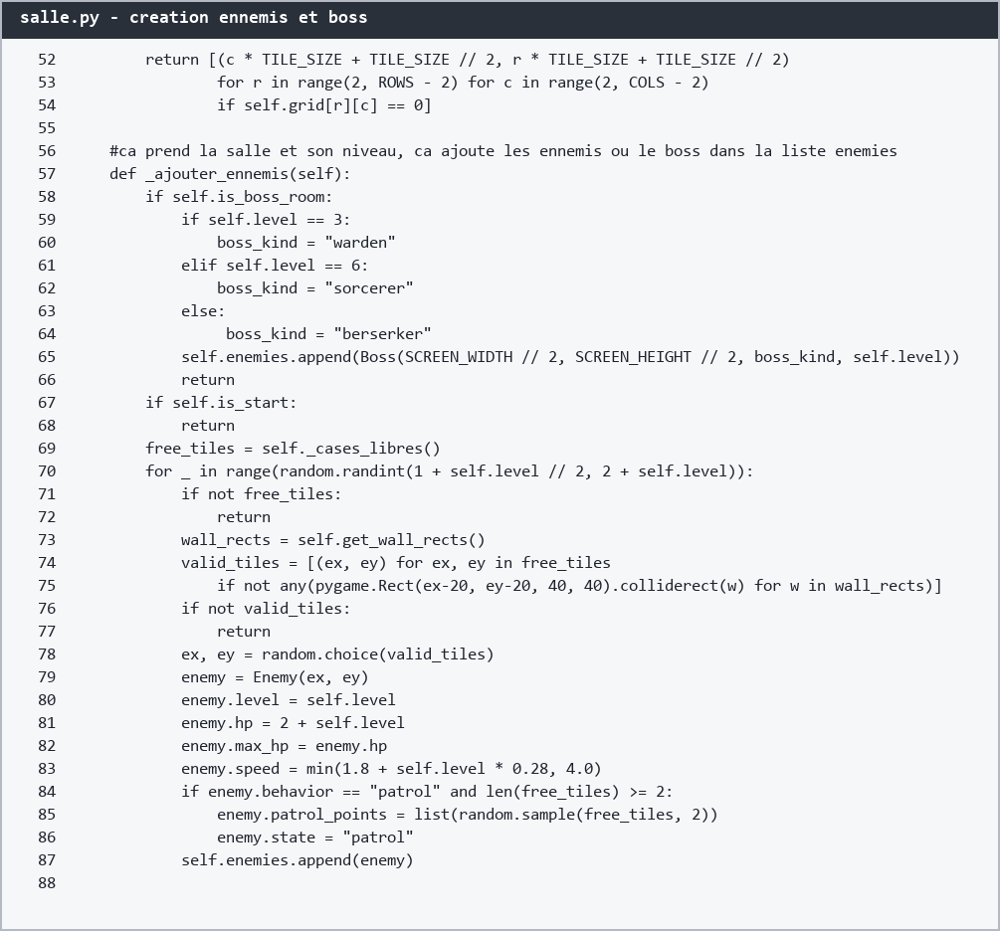 salle.py - creation ennemis et boss
52          return [(c * TILE_SIZE + TILE_SIZE // 2, r * TILE_SIZE + TILE_SIZE // 2)
53                  for r in range(2, ROWS - 2) for c in range(2, COLS - 2)
54                  if self.grid[r][c] == 0]
55
56      #ca prend la salle et son niveau, ca ajoute les ennemis ou le boss dans la liste enemies
57      def _ajouter_ennemis(self):
58          if self.is_boss_room:
59              if self.level == 3:
60                  boss_kind = "warden"
61              elif self.level == 6:
62                  boss_kind = "sorcerer"
63              else:
64                   boss_kind = "berserker"
65              self.enemies.append(Boss(SCREEN_WIDTH // 2, SCREEN_HEIGHT // 2, boss_kind, self.level))
66              return
67          if self.is_start:
68              return
69          free_tiles = self._cases_libres()
70          for _ in range(random.randint(1 + self.level // 2, 2 + self.level)):
71              if not free_tiles:
72                  return
73              wall_rects = self.get_wall_rects()
74              valid_tiles = [(ex, ey) for ex, ey in free_tiles
75                  if not any(pygame.Rect(ex-20, ey-20, 40, 40).colliderect(w) for w in wall_rects)]
76              if not valid_tiles:
77                  return
78              ex, ey = random.choice(valid_tiles)
79              enemy = Enemy(ex, ey)
80              enemy.level = self.level
81              enemy.hp = 2 + self.level
82              enemy.max_hp = enemy.hp
83              enemy.speed = min(1.8 + self.level * 0.28, 4.0)
84              if enemy.behavior == "patrol" and len(free_tiles) >= 2:
85                  enemy.patrol_points = list(random.sample(free_tiles, 2))
86                  enemy.state = "patrol"
87              self.enemies.append(enemy)
88